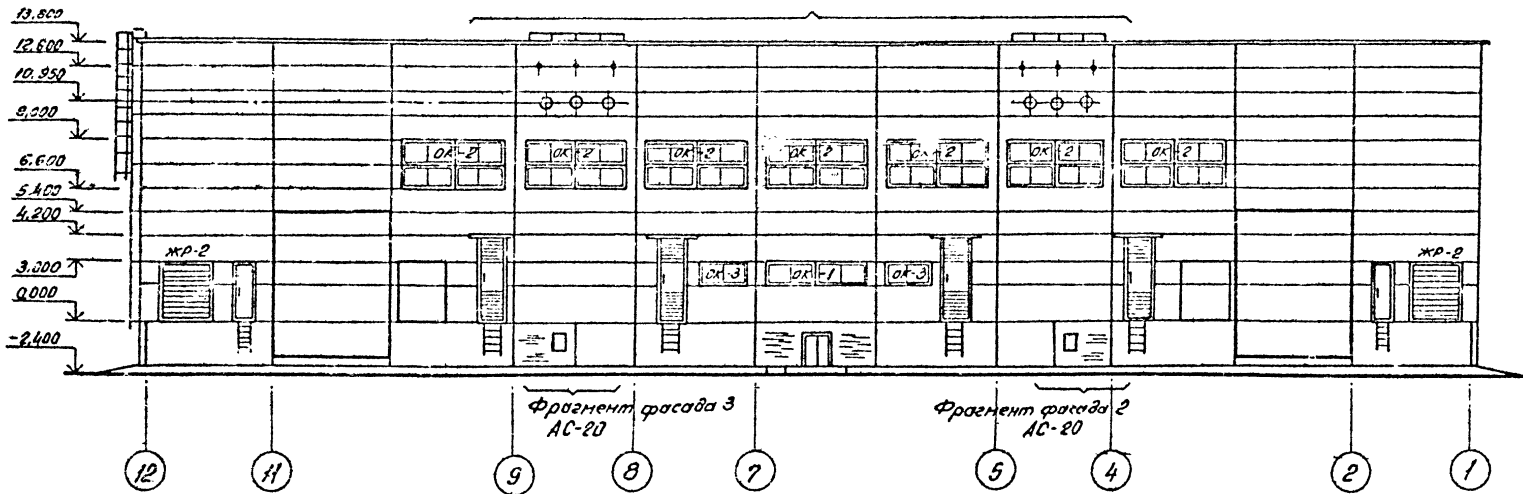 13,800
12.600
10.950
9,000
6.600
5.400
4.200
3.000
0,000
-2,400
ОК-2 ОК-2 ОК-2 ОК-2 ОК-2 ОК-2 ОК-2
ЖР-2 ЖР-2
ОК-3 ОК-1 ОК-3
Фрагмент фасада 3 Фрагмент фасада 2
АС-20 АС-20
12 11 9 8 7 5 4 2 1